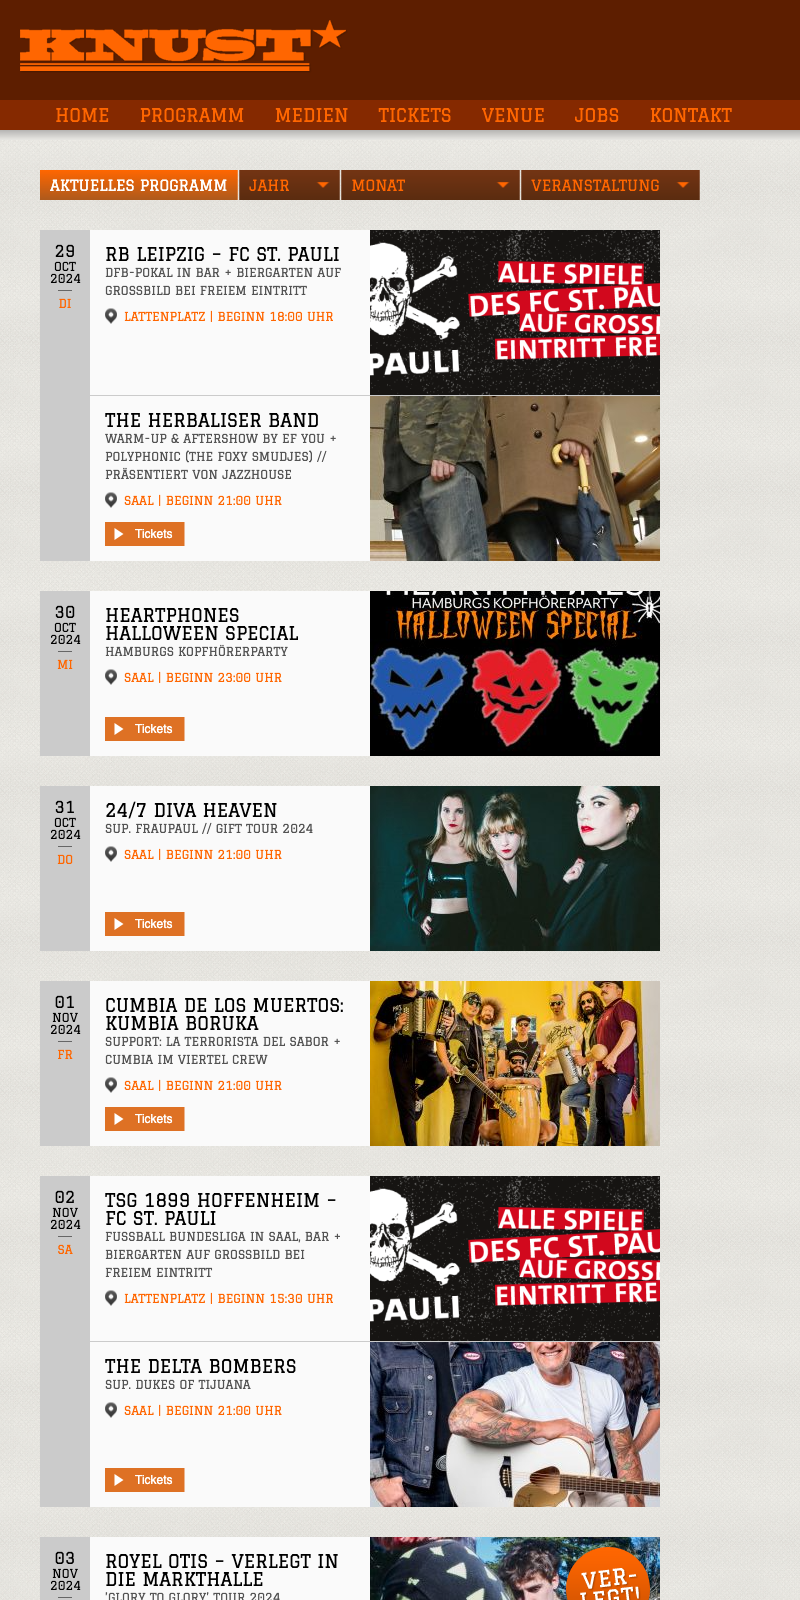 KNUST
HOME PROGRAMM MEDIEN TICKETS VENUE JOBS KONTAKT
AKTUELLES PROGRAMM JAHR MONAT VERANSTALTUNG
29
OCT
2024
DI
RB LEIPZIG – FC ST. PAULI
DFB-POKAL IN BAR + BIERGARTEN AUF
GROSSBILD BEI FREIEM EINTRITT
LATTENPLATZ | BEGINN 18:00 UHR
PAULI
ALLE SPIELE
DES FC ST. PAU
AUF GROSSI
EINTRITT FRE
THE HERBALISER BAND
WARM-UP & AFTERSHOW BY EF YOU +
POLYPHONIC (THE FOXY SMUDJES) //
PRÄSENTIERT VON JAZZHOUSE
SAAL | BEGINN 21:00 UHR
Tickets
30
OCT
2024
MI
HEARTPHONES
HALLOWEEN SPECIAL
HAMBURGS KOPFHÖRERPARTY
SAAL | BEGINN 23:00 UHR
Tickets
HEARTPHONES
HAMBURGS KOPFHÖRERPARTY
HALLOWEEN SPECIAL
31
OCT
2024
DO
24/7 DIVA HEAVEN
SUP. FRAUPAUL // GIFT TOUR 2024
SAAL | BEGINN 21:00 UHR
Tickets
01
NOV
2024
FR
CUMBIA DE LOS MUERTOS:
KUMBIA BORUKA
SUPPORT: LA TERRORISTA DEL SABOR +
CUMBIA IM VIERTEL CREW
SAAL | BEGINN 21:00 UHR
Tickets
02
NOV
2024
SA
TSG 1899 HOFFENHEIM –
FC ST. PAULI
FUSSBALL BUNDESLIGA IN SAAL, BAR +
BIERGARTEN AUF GROSSBILD BEI
FREIEM EINTRITT
LATTENPLATZ | BEGINN 15:30 UHR
PAULI
ALLE SPIELE
DES FC ST. PAU
AUF GROSSI
EINTRITT FRE
THE DELTA BOMBERS
SUP. DUKES OF TIJUANA
SAAL | BEGINN 21:00 UHR
Tickets
03
NOV
2024
ROYEL OTIS – VERLEGT IN
DIE MARKTHALLE
'GLORY TO GLORY' TOUR 2024
VER-
LEGT!